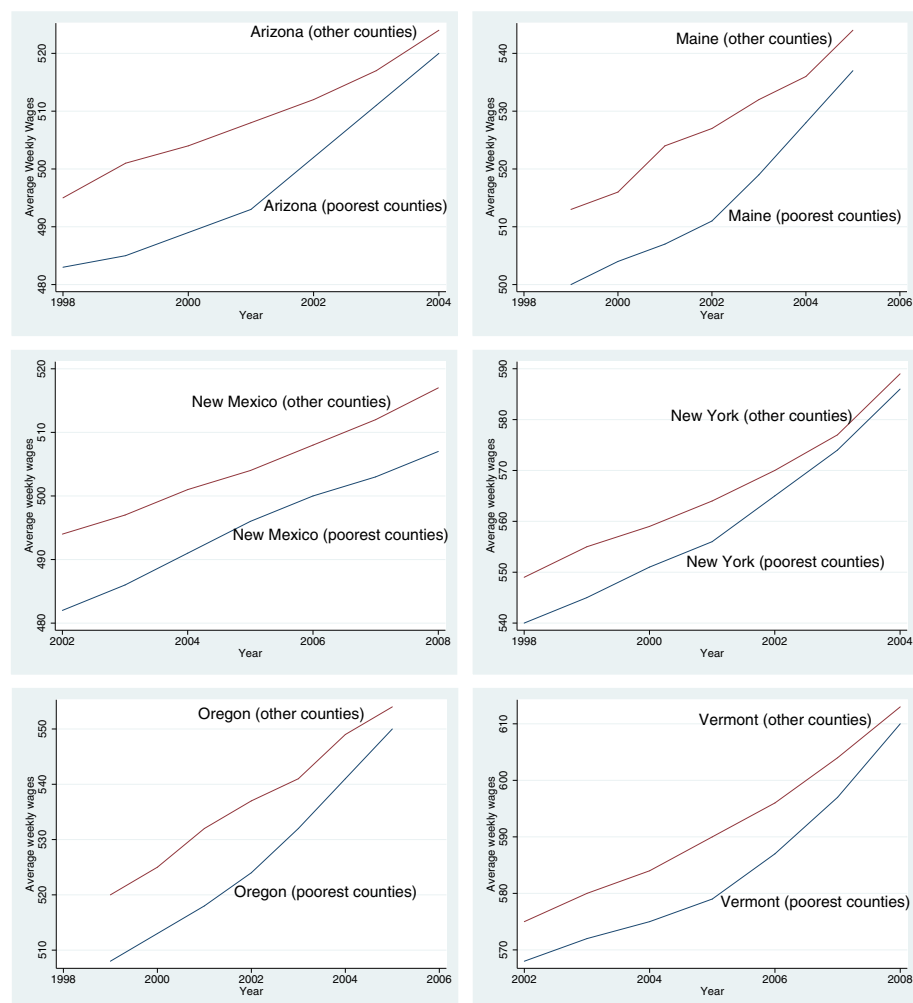 Arizona (other counties)
Arizona (poorest counties)
Average Weekly Wages
520
510
500
490
480
1998
2000
2002
2004
Year
Maine (other counties)
Maine (poorest counties)
Average Weekly Wages
540
530
520
510
500
1998
2000
2002
2004
2006
Year
New Mexico (other counties)
New Mexico (poorest counties)
Average weekly wages
520
510
500
490
480
2002
2004
2006
2008
Year
New York (other counties)
New York (poorest counties)
Average weekly wages
590
580
570
560
550
540
1998
2000
2002
2004
Year
Oregon (other counties)
Oregon (poorest counties)
Average weekly wages
550
540
530
520
510
1998
2000
2002
2004
2006
Year
Vermont (other counties)
Vermont (poorest counties)
Average weekly wages
610
600
590
580
570
2002
2004
2006
2008
Year